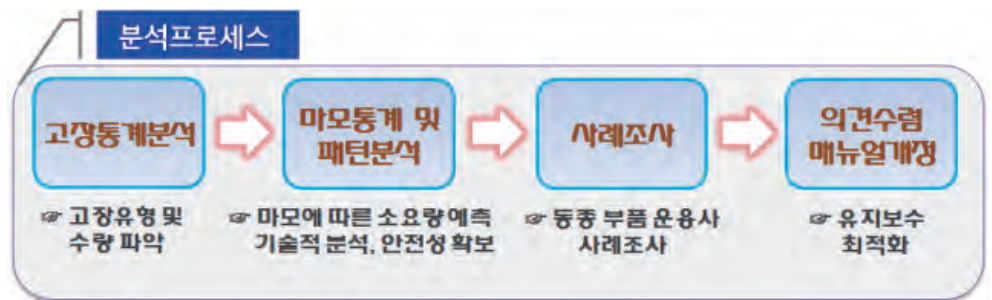 분석프로세스
고장통계분석
마모통계 및
패턴분석
사례조사
의견수렴
매뉴얼개정
☞ 고장유형 및
수량 파악
☞ 마모에 따른 소요량 예측
기술적 분석, 안전성 확보
☞ 동종 부품 운용사
사례조사
☞ 유지보수
최적화